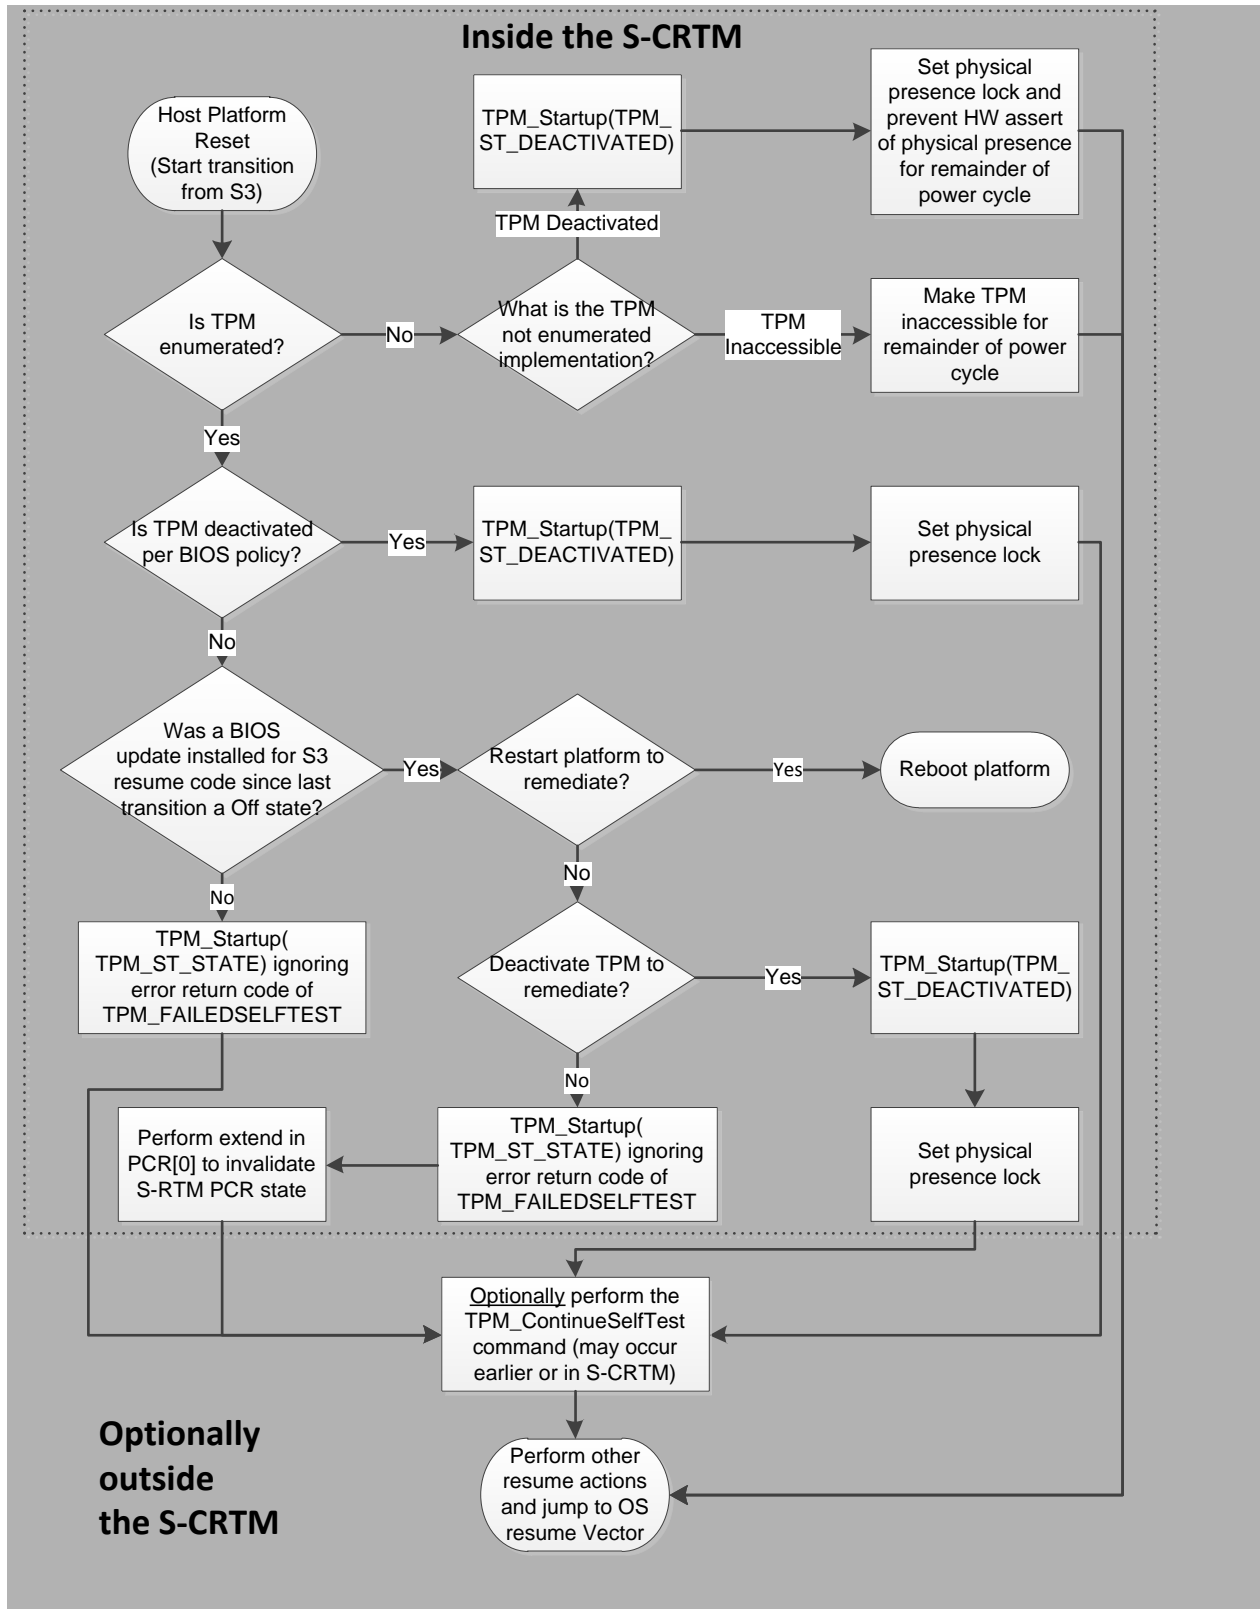 Inside the S-CRTM
Host Platform
Reset
(Start transition
from S3)
TPM_Startup(TPM_
ST_DEACTIVATED)
Set physical
presence lock and
prevent HW assert
of physical presence
for remainder of
power cycle
TPM Deactivated
Is TPM
enumerated?
No
What is the TPM
not enumerated
implementation?
TPM
Inaccessible
Make TPM
inaccessible for
remainder of power
cycle
Yes
Is TPM deactivated
per BIOS policy?
Yes
TPM_Startup(TPM_
ST_DEACTIVATED)
Set physical
presence lock
No
Was a BIOS
update installed for S3
resume code since last
transition a Off state?
Yes
Restart platform to
remediate?
Yes
Reboot platform
No
No
TPM_Startup(
TPM_ST_STATE) ignoring
error return code of
TPM_FAILEDSELFTEST
Deactivate TPM to
remediate?
Yes
TPM_Startup(TPM_
ST_DEACTIVATED)
No
Perform extend in
PCR[0] to invalidate
S-RTM PCR state
TPM_Startup(
TPM_ST_STATE) ignoring
error return code of
TPM_FAILEDSELFTEST
Set physical
presence lock
Optionally perform the
TPM_ContinueSelfTest
command (may occur
earlier or in S-CRTM)
Optionally
outside
the S-CRTM
Perform other
resume actions
and jump to OS
resume Vector